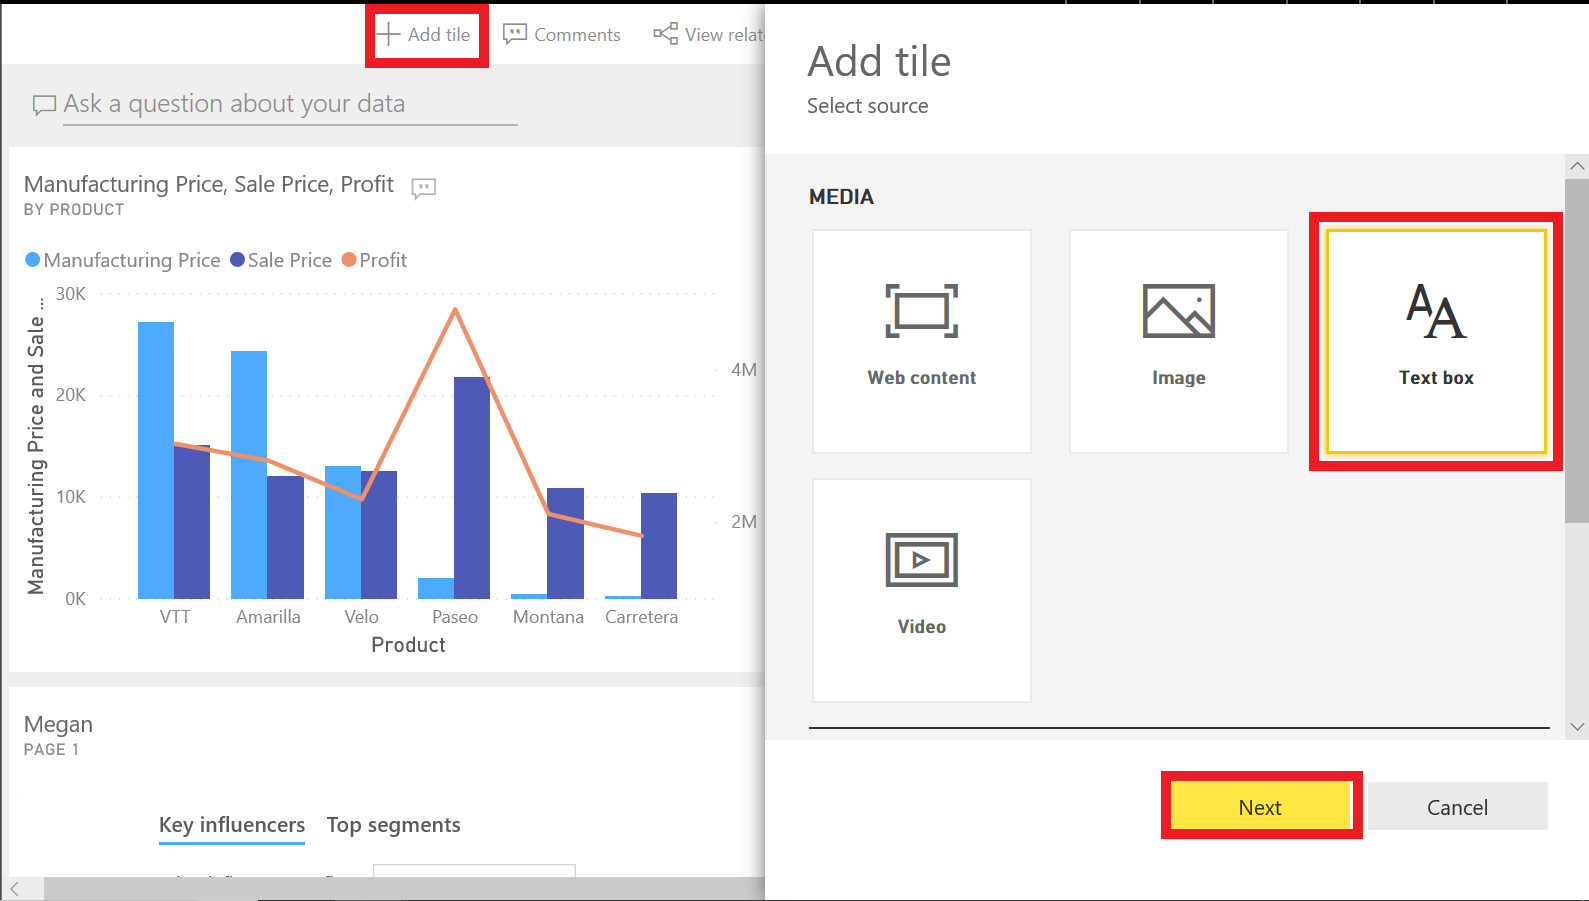 Add tile
Comments
View relat
Ask a question about your data
Manufacturing Price, Sale Price, Profit
BY PRODUCT
Manufacturing Price Sale Price Profit
Manufacturing Price and Sale ...
30K
20K
10K
0K
4M
2M
VTT Amarilla Velo Paseo Montana Carretera
Product
Megan
PAGE 1
Key influencers Top segments
Add tile
Select source
MEDIA
Web content
Image
Text box
Video
Next
Cancel